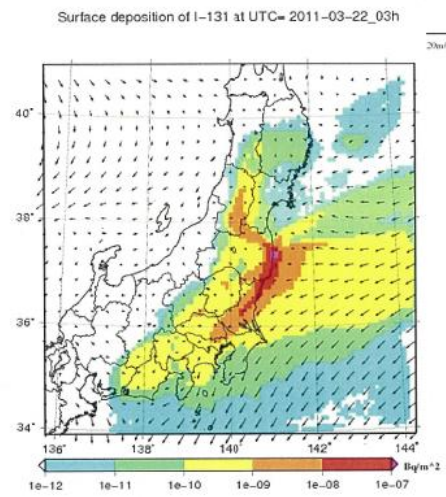 Surface deposition of I-131 at UTC= 2011-03-22_03h
20m/
40°
38°
36°
34°
136 138 140 142 144
Bq/m^2
1e-12 1e-11 1e-10 1e-09 1e-08 1e-07